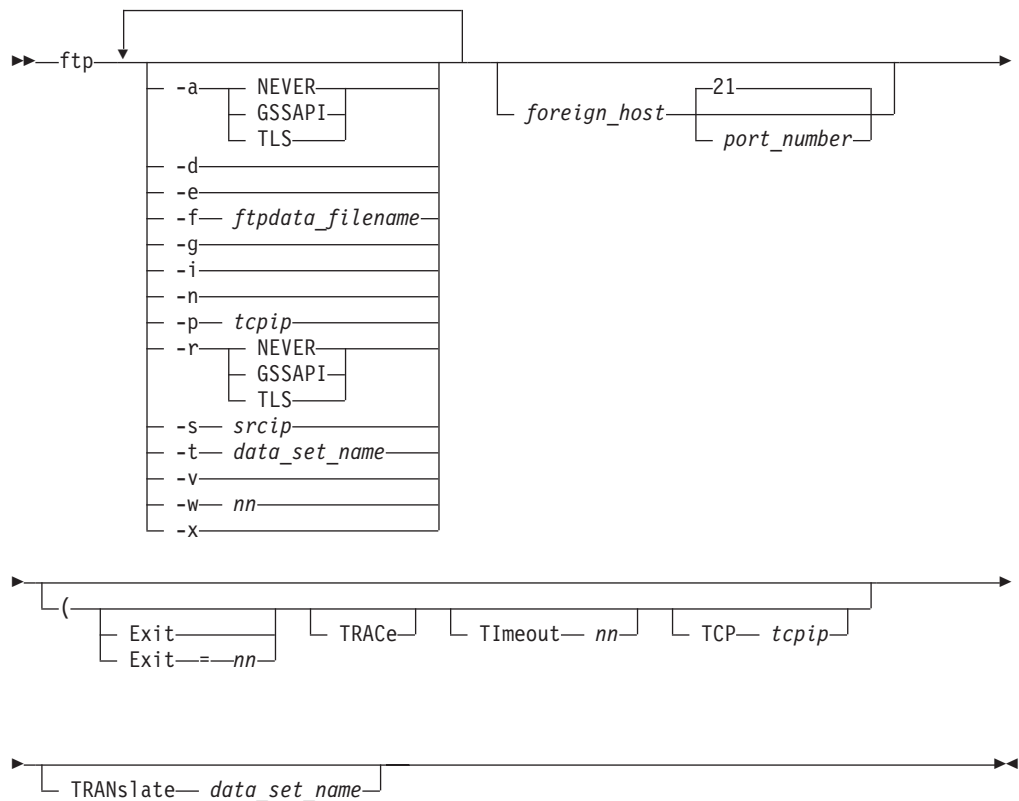 ftp
21
-a NEVER
GSSAPI
foreign_host
TLS
port_number
-d
-e
-f ftpdata_filename
-g
-i
-n
-p tcpip
-r NEVER
GSSAPI
TLS
-s srcip
-t data_set_name
-v
-w nn
-x
(
Exit TRACe TImeout nn TCP tcpip
Exit = nn
TRANslate data_set_name